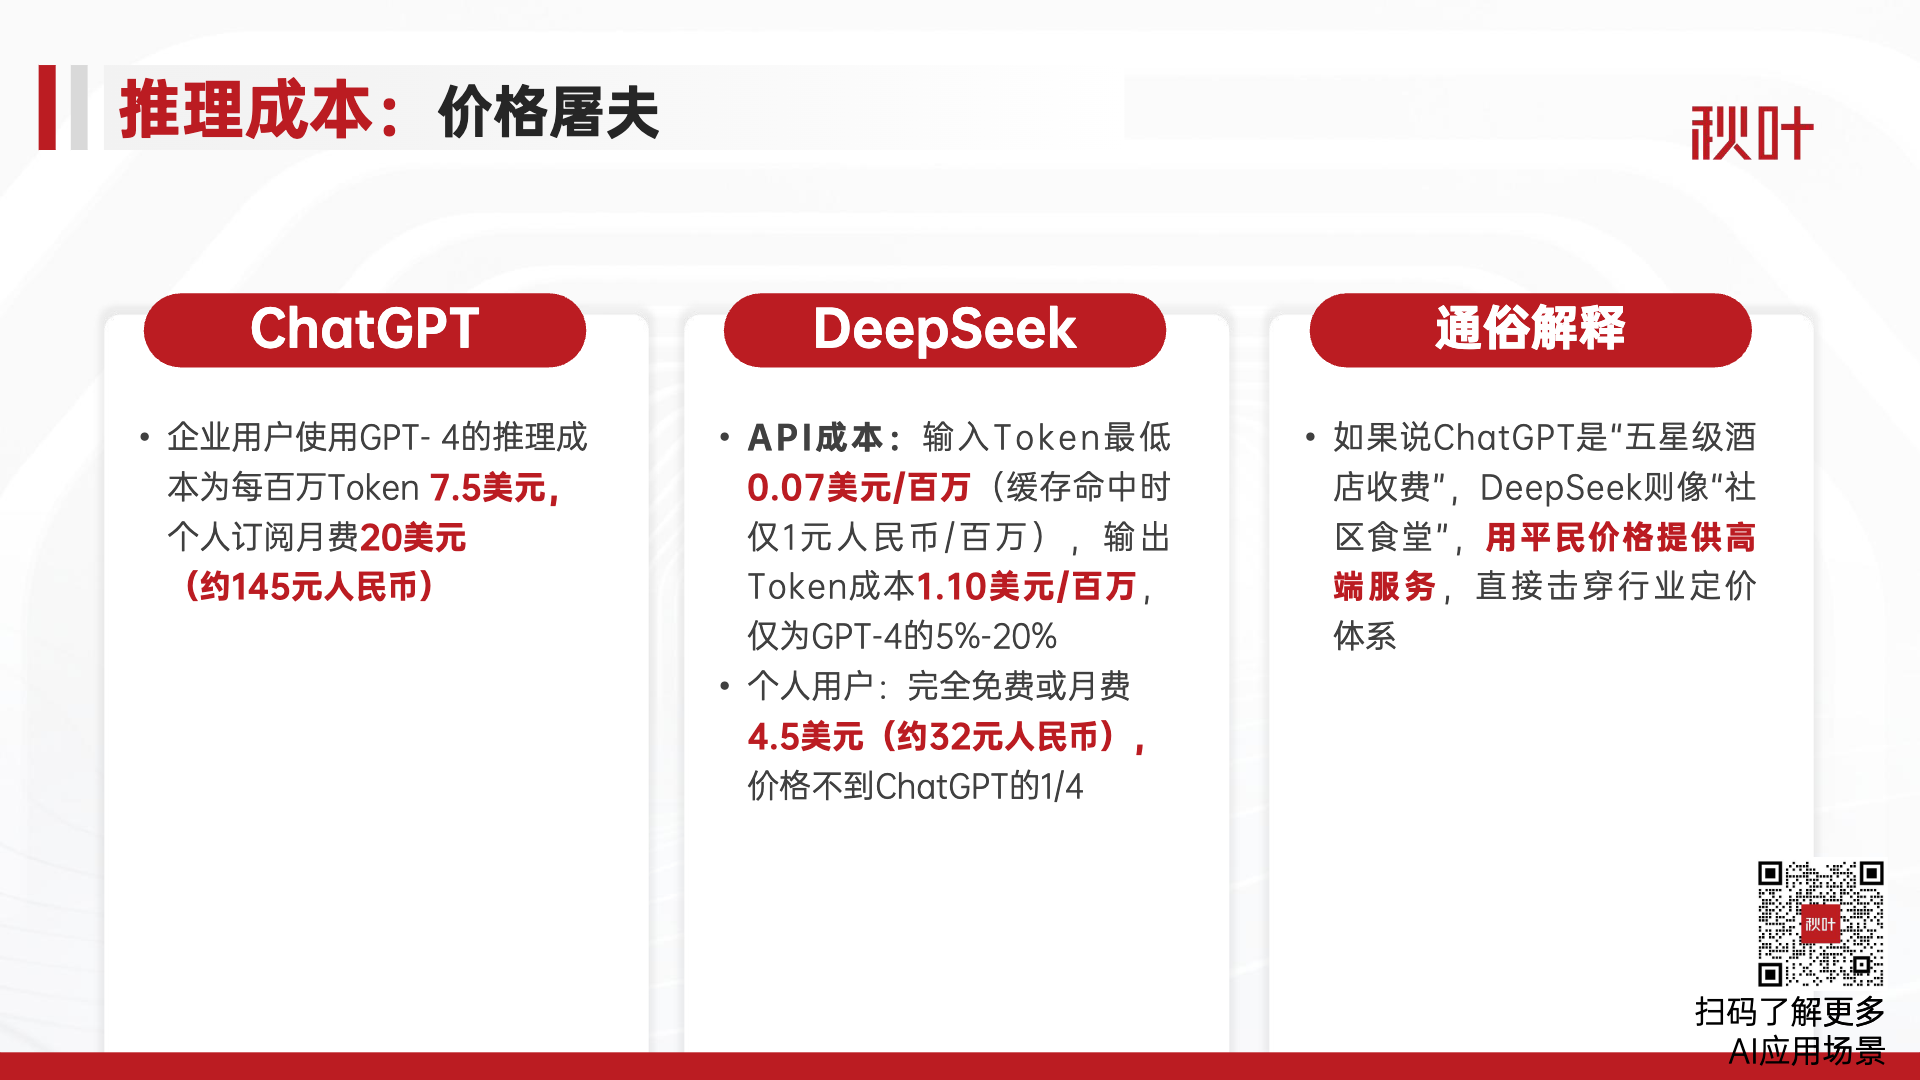 推理成本：价格屠夫
秋叶
ChatGPT
• 企业用户使用GPT- 4的推理成
本为每百万Token 7.5美元，
个人订阅月费20美元
（约145元人民币）
DeepSeek
• API成本：输入Token最低
0.07美元/百万（缓存命中时
仅1元人民币/百万），输出
Token成本1.10美元/百万，
仅为GPT-4的5%-20%
• 个人用户：完全免费或月费
4.5美元（约32元人民币），
价格不到ChatGPT的1/4
通俗解释
• 如果说ChatGPT是“五星级酒
店收费”，DeepSeek则像“社
区食堂”，用平民价格提供高
端服务，直接击穿行业定价
体系
秋叶
扫码了解更多
AI应用场景